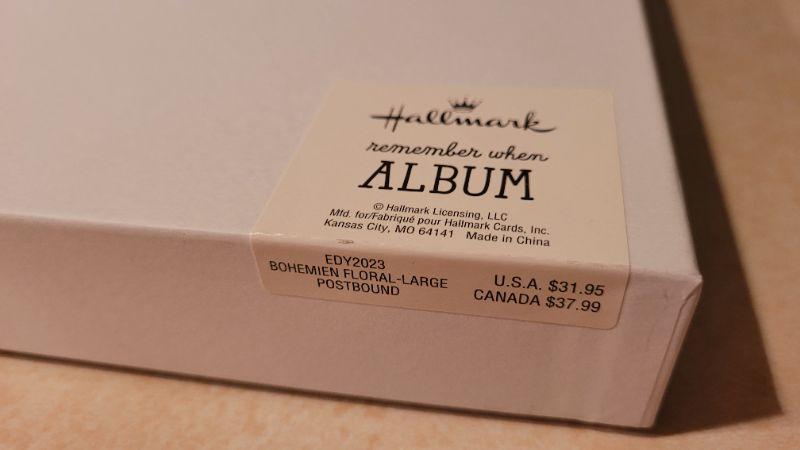 Hallmark
remember when
ALBUM
© Hallmark Licensing, LLC
Mfd. for/Fabriqué pour Hallmark Cards, Inc.
Kansas City, MO 64141 Made in China
EDY2023
BOHEMIEN FLORAL-LARGE
POSTBOUND
U.S.A. $31.95
CANADA $37.99